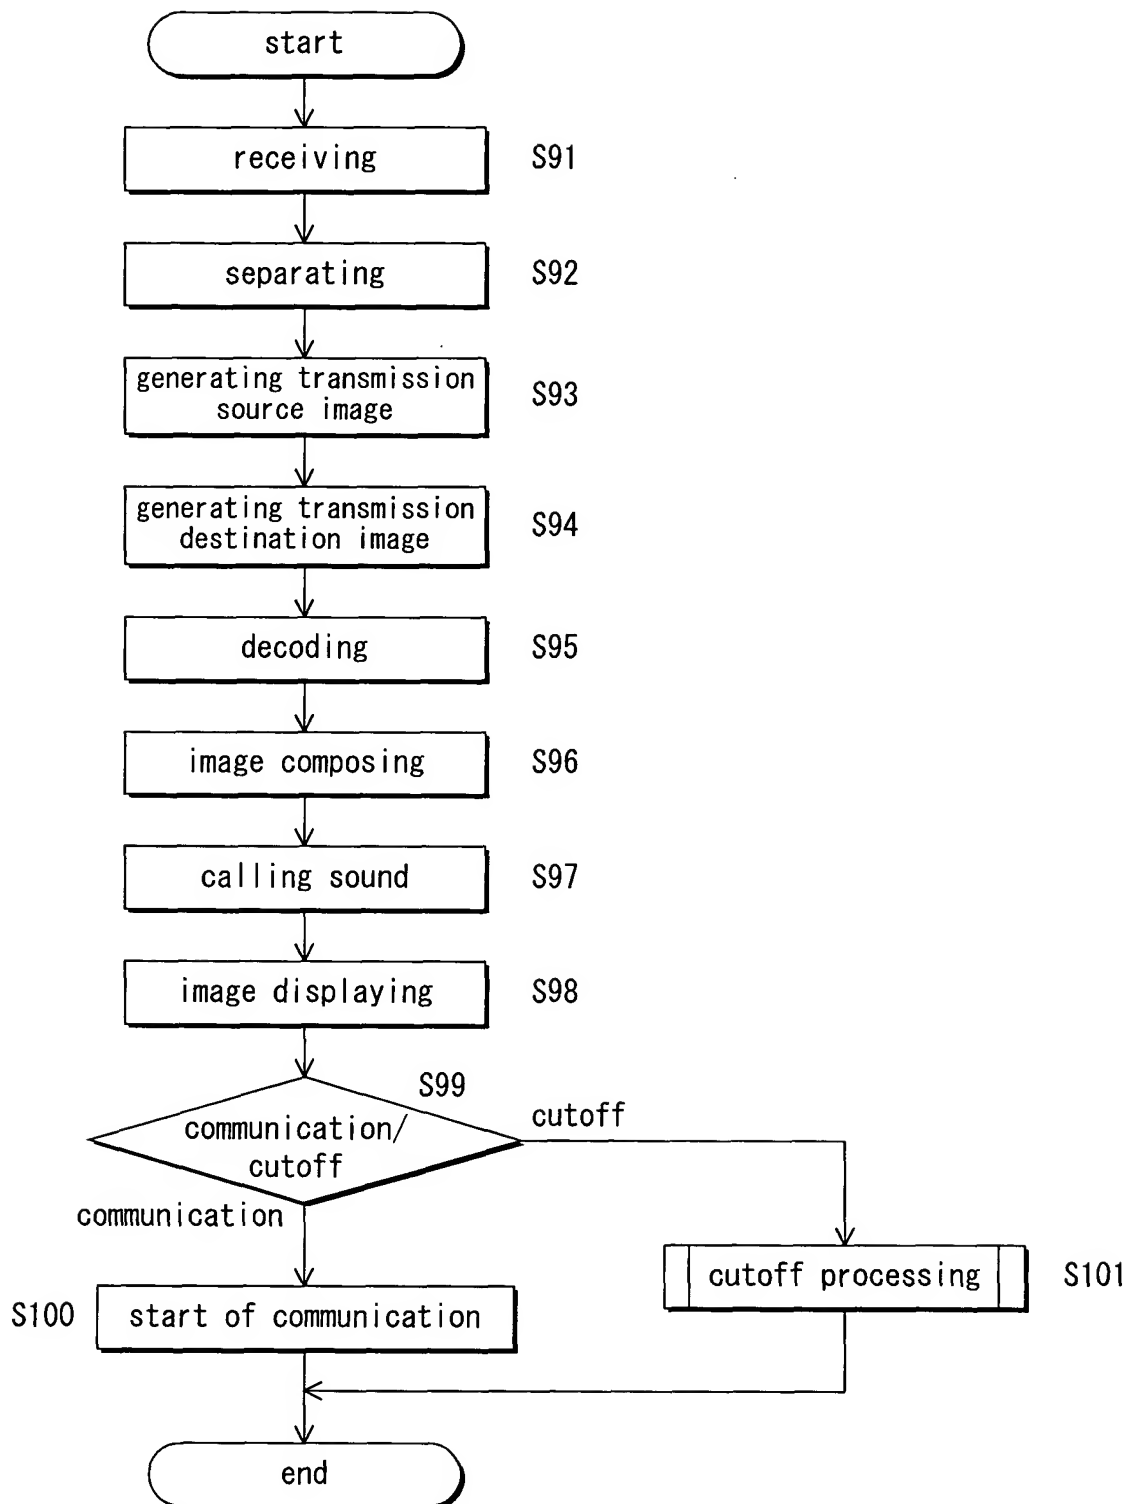 start
receiving
S91
separating
S92
generating transmission
source image
S93
generating transmission
destination image
S94
decoding
S95
image composing
S96
calling sound
S97
image displaying
S98
S99
communication/
cutoff
cutoff
communication
cutoff processing
S101
S100
start of communication
end